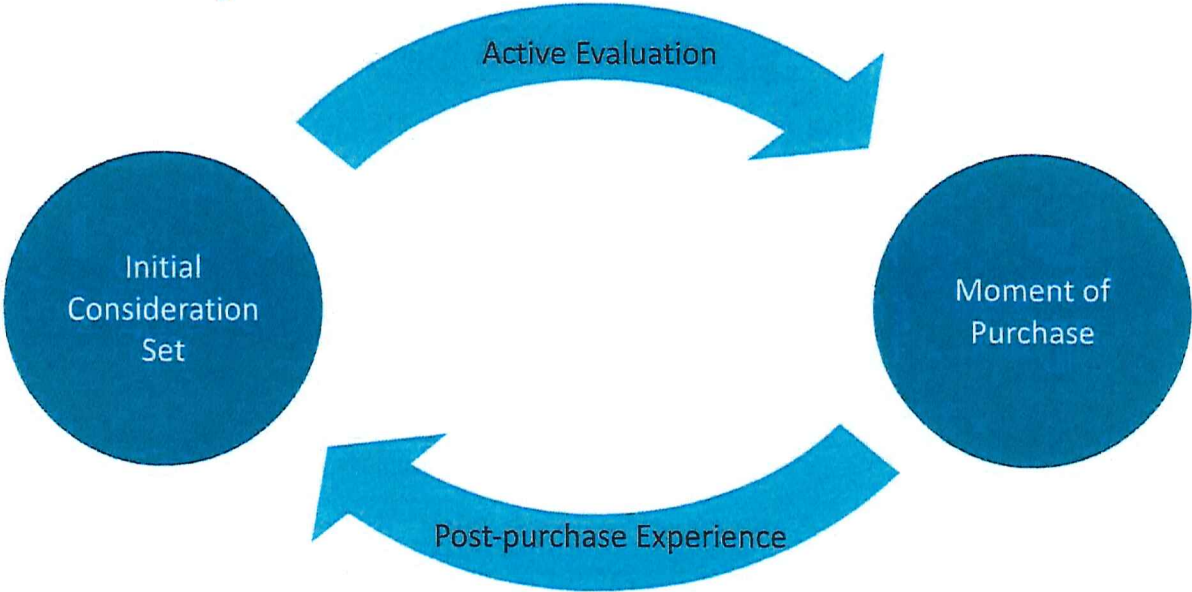 Active Evaluation
Initial
Consideration
Set
Moment of
Purchase
Post-purchase Experience